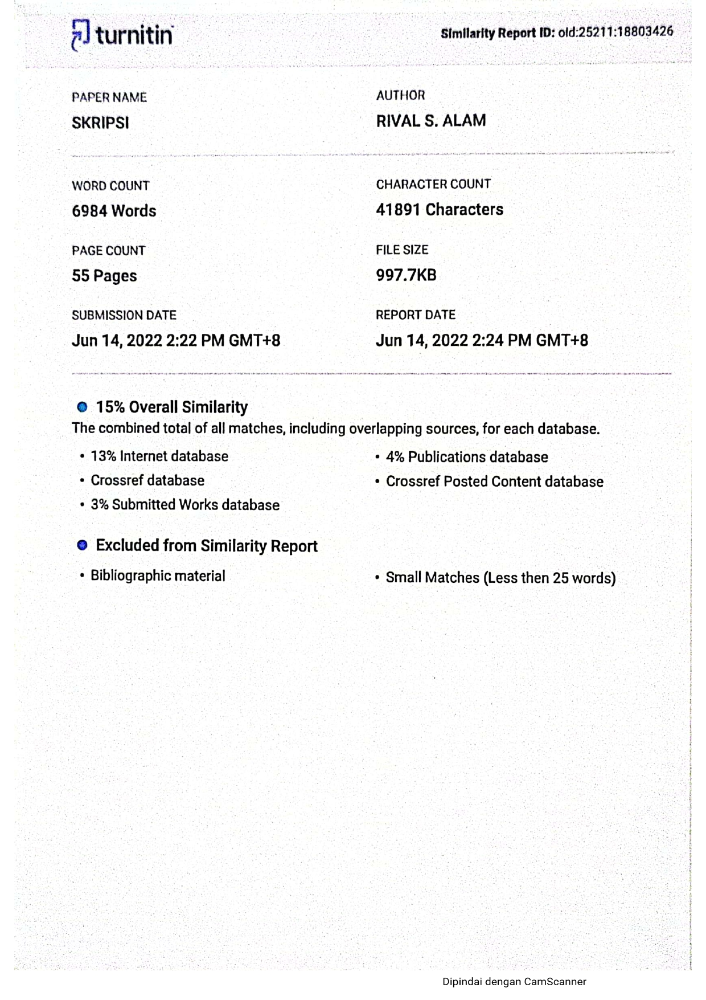 turnitin
Similarity Report ID: oid:25211:18803426
PAPER NAME
SKRIPSI
AUTHOR
RIVAL S. ALAM
WORD COUNT
6984 Words
CHARACTER COUNT
41891 Characters
PAGE COUNT
55 Pages
FILE SIZE
997.7KB
SUBMISSION DATE
Jun 14, 2022 2:22 PM GMT+8
REPORT DATE
Jun 14, 2022 2:24 PM GMT+8
15% Overall Similarity
The combined total of all matches, including overlapping sources, for each database.
• 13% Internet database
• 4% Publications database
• Crossref database
• Crossref Posted Content database
• 3% Submitted Works database
Excluded from Similarity Report
• Bibliographic material
• Small Matches (Less then 25 words)
Dipindai dengan CamScanner